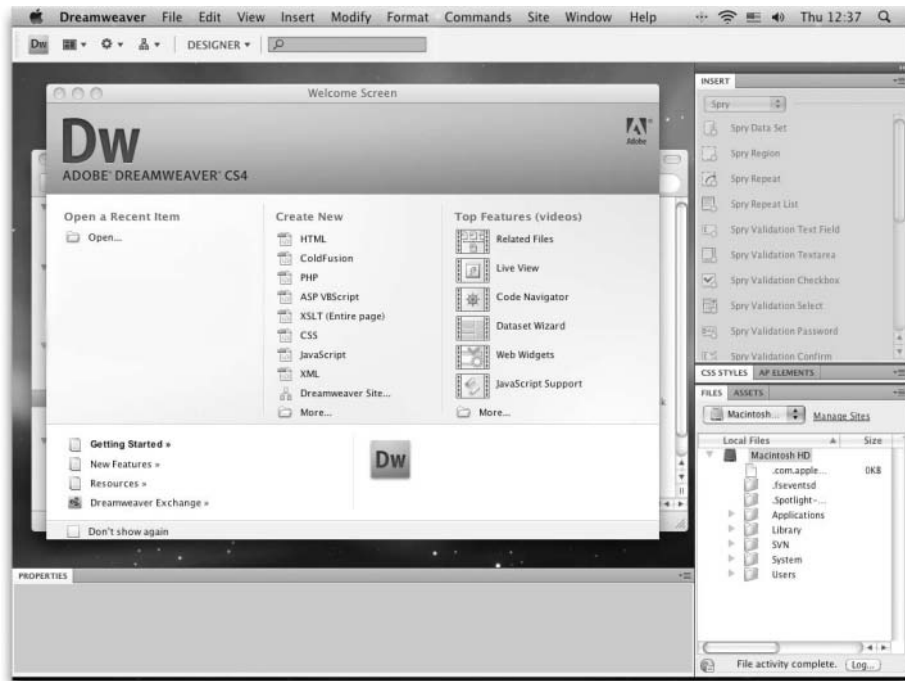 Dreamweaver File Edit View Insert Modify Format Commands Site Window Help Thu 12:37
Dw DESIGNER
Welcome Screen
Dw
ADOBE® DREAMWEAVER® CS4
Adobe®
Open a Recent Item
Open...
Create New
HTML
ColdFusion
PHP
ASP VBScript
XSLT (Entire page)
CSS
JavaScript
XML
Dreamweaver Site...
More...
Top Features (videos)
Related Files
Live View
Code Navigator
Dataset Wizard
Web Widgets
JavaScript Support
More...
Getting Started »
New Features »
Resources »
Dreamweaver Exchange »
Dw
Don't show again
PROPERTIES
INSERT
Spry
Spry Data Set
Spry Region
Spry Repeat
Spry Repeat List
Spry Validation Text Field
Spry Validation Textarea
Spry Validation Checkbox
Spry Validation Select
Spry Validation Password
Spry Validation Confirm
CSS STYLES AP ELEMENTS
FILES ASSETS
Macintosh... Manage Sites
Local Files Size
Macintosh HD
.com.apple... 0KB
.fseventsd
.Spotlight-...
Applications
Library
SVN
System
Users
File activity complete. Log...